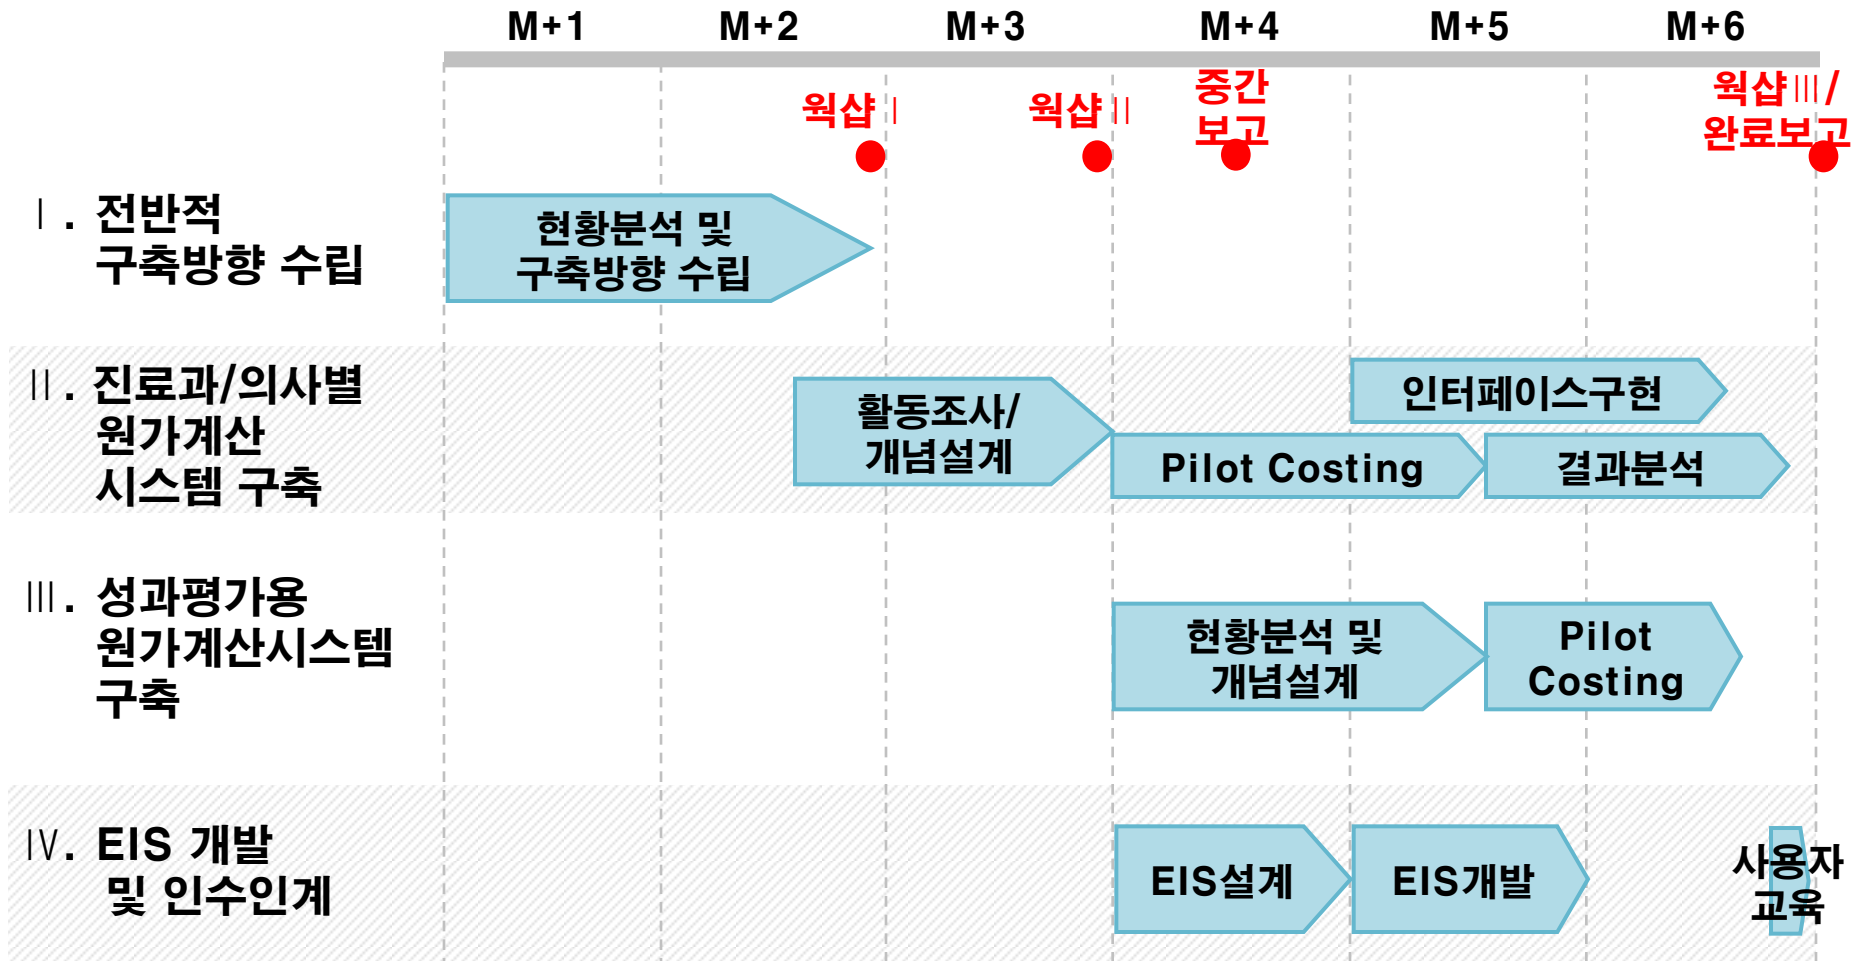 M+1 M+2 M+3 M+4 M+5 M+6
웍샵 Ⅰ
웍샵 Ⅱ
중간
보고
웍샵Ⅲ/
완료보고
Ⅰ. 전반적
구축방향 수립
현황분석 및
구축방향 수립
Ⅱ. 진료과/의사별
원가계산
시스템 구축
활동조사/
개념설계
인터페이스구현
Pilot Costing
결과분석
Ⅲ. 성과평가용
원가계산시스템
구축
현황분석 및
개념설계
Pilot
Costing
Ⅳ. EIS 개발
및 인수인계
EIS설계
EIS개발
사용자
교육